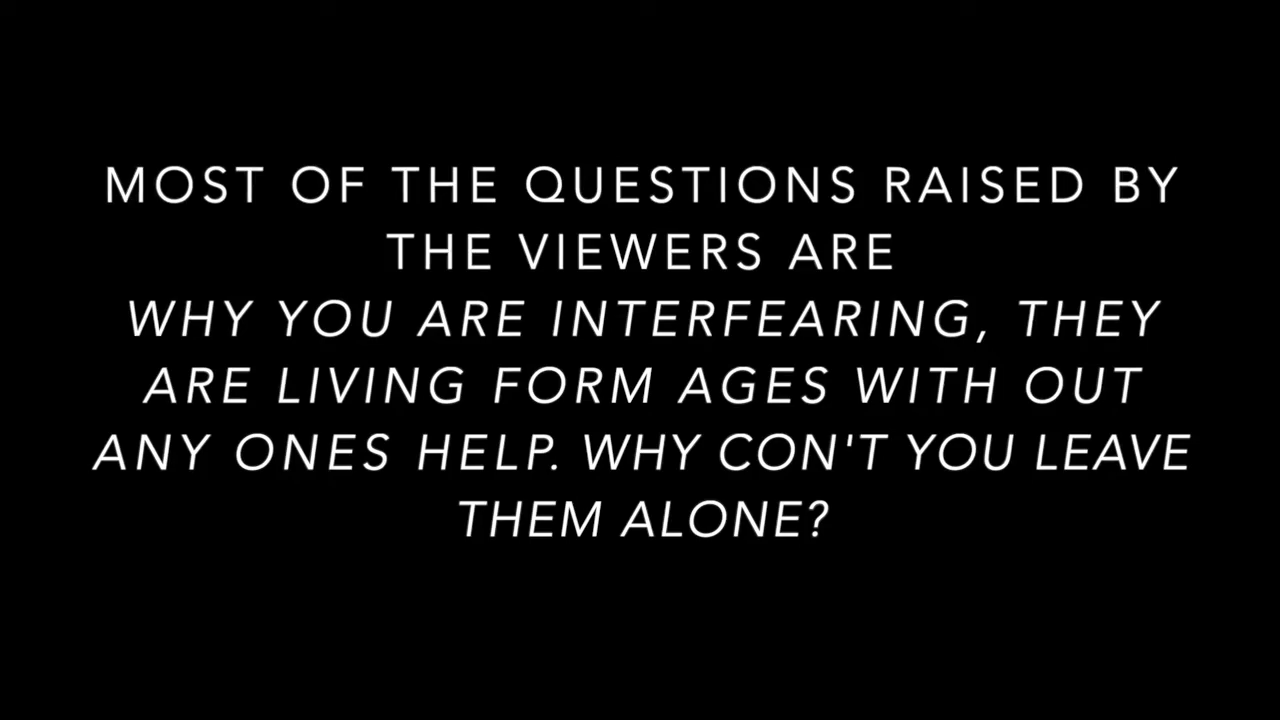 MOST OF THE QUESTIONS RAISED BY
THE VIEWERS ARE
WHY YOU ARE INTERFEARING, THEY
ARE LIVING FORM AGES WITH OUT
ANY ONES HELP. WHY CON'T YOU LEAVE
THEM ALONE?